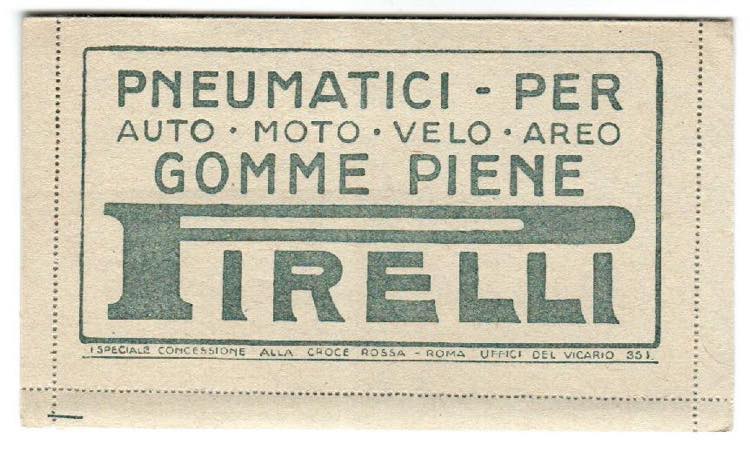 PNEUMATICI - PER
AUTO · MOTO · VELO · AREO
GOMME PIENE
PIRELLI
SPECIALE CONCESSIONE ALLA CROCE ROSSA - ROMA UFFICI DEL VICARIO 35